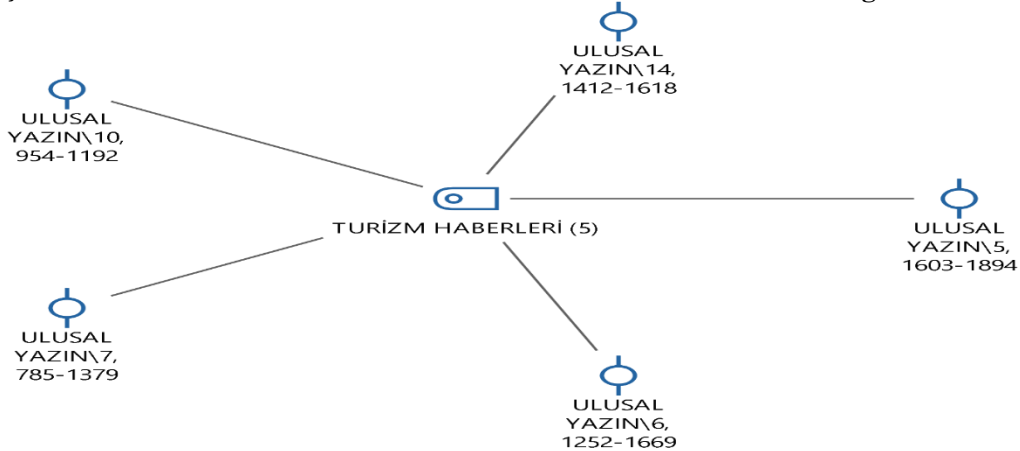 ULUSAL
YAZIN\14,
1412-1618
ULUSAL
YAZIN\10,
954-1192
TURİZM HABERLERİ (5)
ULUSAL
YAZIN\5,
1603-1894
ULUSAL
YAZIN\7,
785-1379
ULUSAL
YAZIN\6,
1252-1669